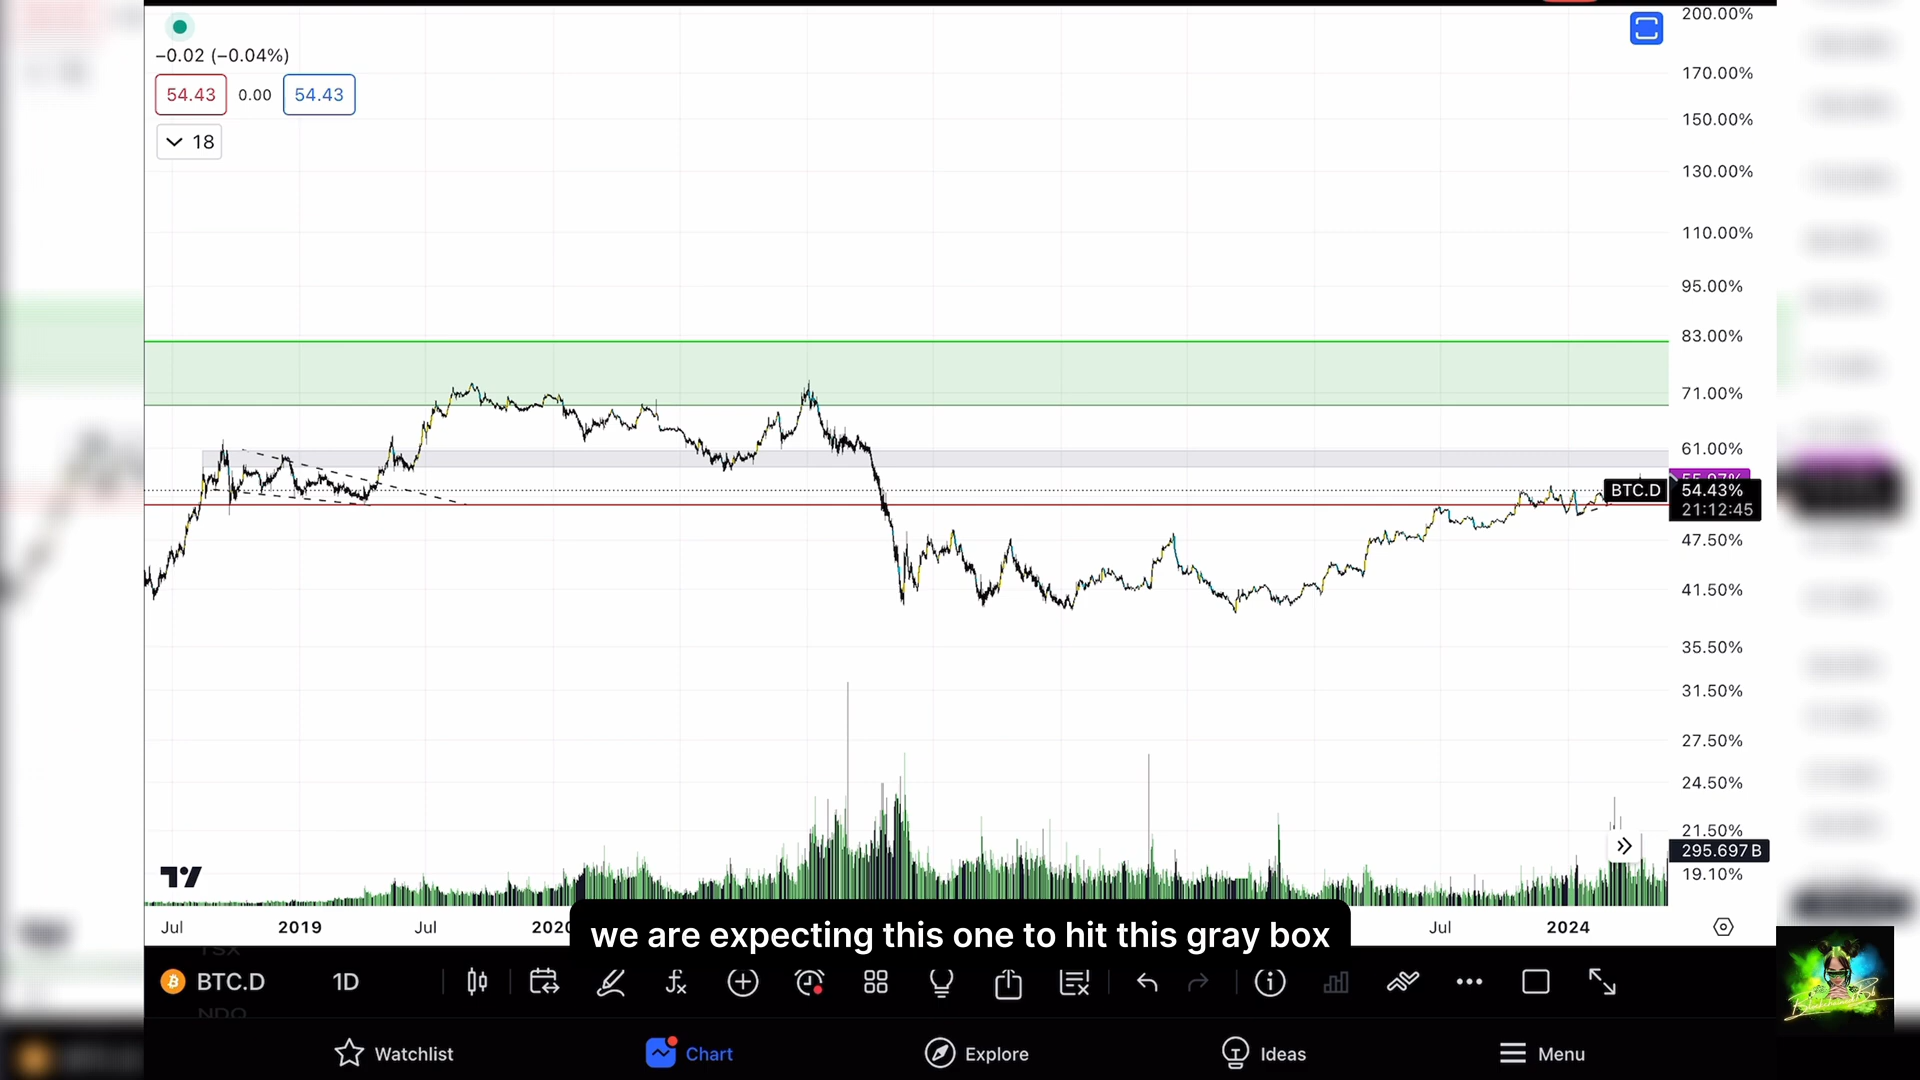 200.00%
−0.02 (−0.04%)
170.00%
54.43 0.00 54.43
150.00%
18
130.00%
110.00%
95.00%
83.00%
71.00%
61.00%
BTC.D 54.43%
21:12:45
47.50%
41.50%
35.50%
31.50%
27.50%
24.50%
21.50%
295.697 B
19.10%
Jul 2019 Jul 2020 Jul 2024
we are expecting this one to hit this gray box
BTC.D 1D
Watchlist Chart Explore Ideas Menu